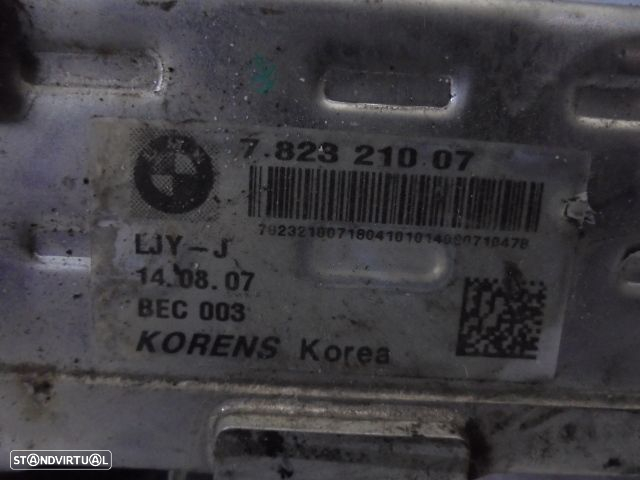 7.823 210 07
LJY-J
14.08.07
BEC 003
KORENS Korea
STANDVIRTUAL